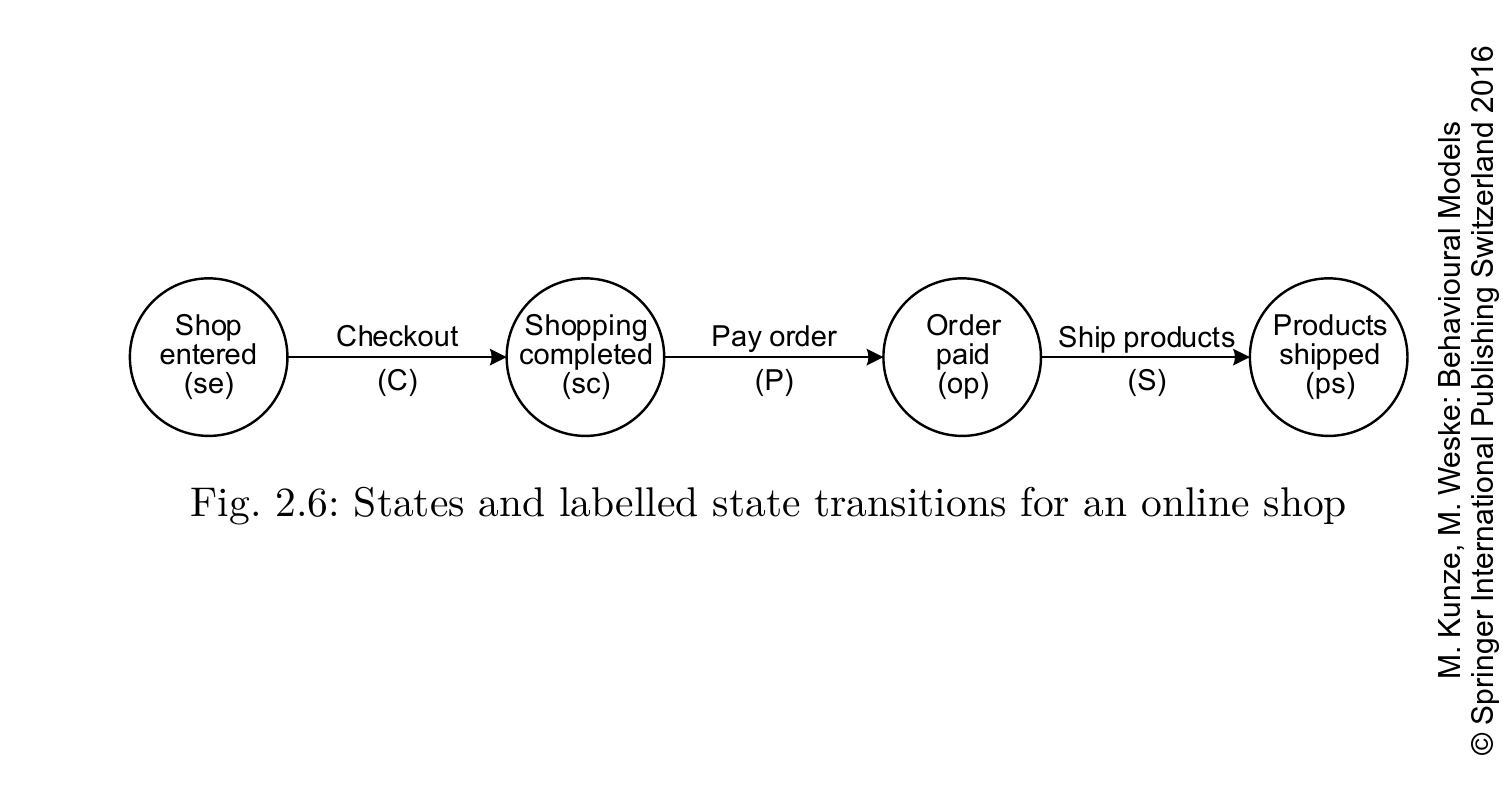 Shop
entered
(se)
Checkout
(C)
Shopping
completed
(sc)
Pay order
(P)
Order
paid
(op)
Ship products
(S)
Products
shipped
(ps)
Fig. 2.6: States and labelled state transitions for an online shop
M. Kunze, M. Weske: Behavioural Models
© Springer International Publishing Switzerland 2016